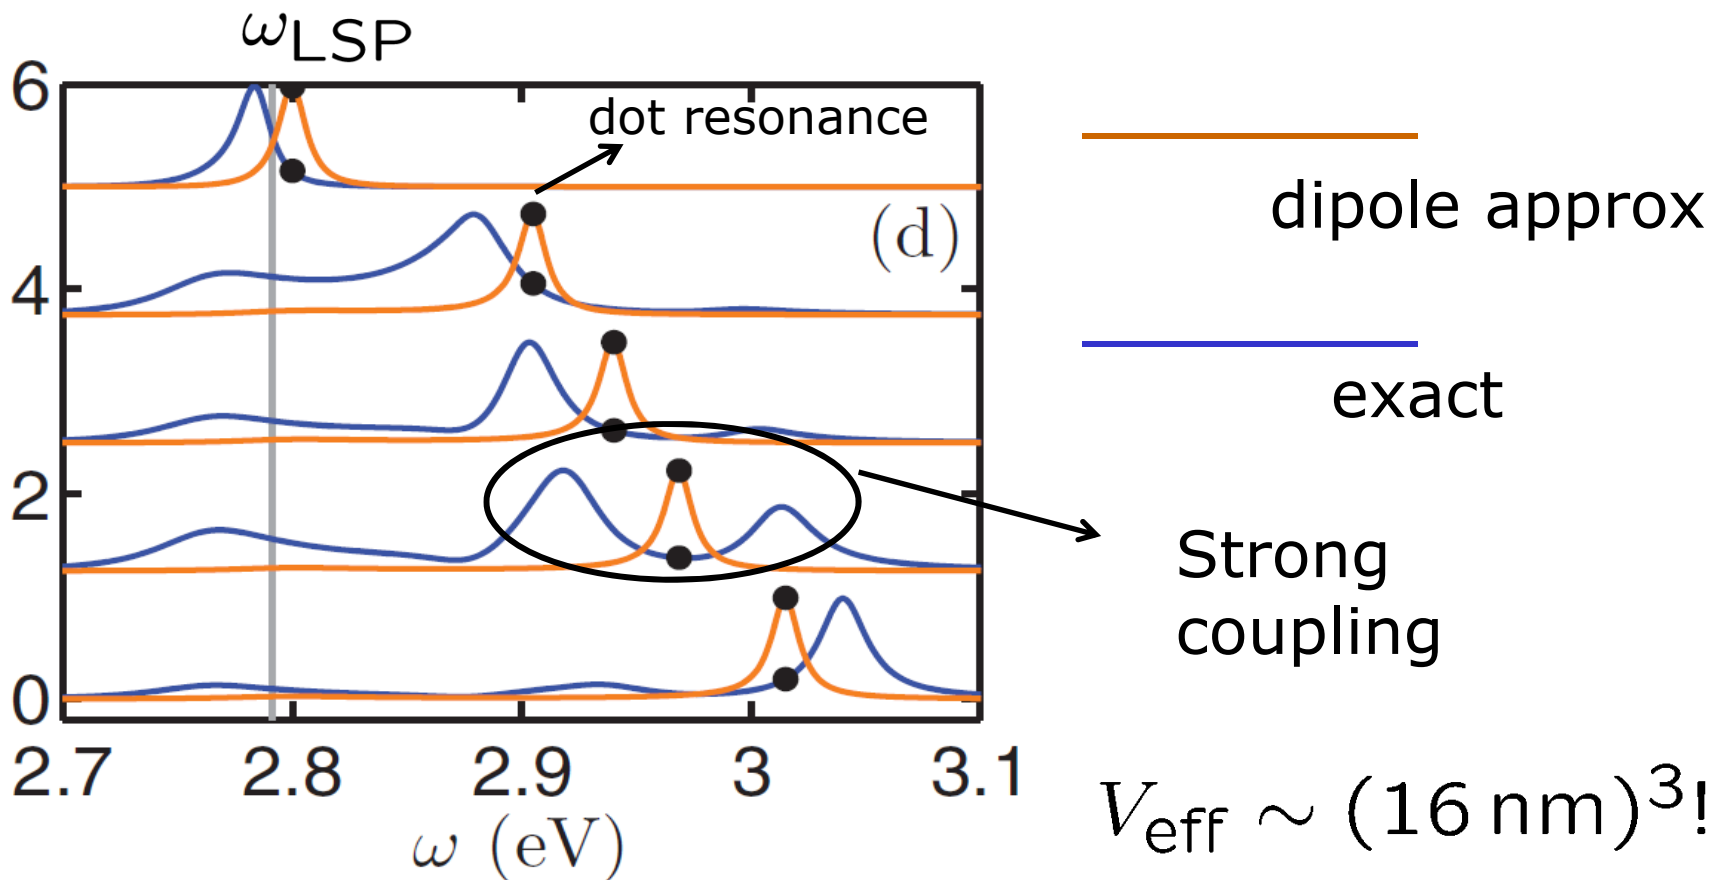 ωLSP
6
dot resonance
(d)
4
2
0
2.7 2.8 2.9 3 3.1
ω (eV)
dipole approx
exact
Strong
coupling
Veff ∼ (16 nm)³!